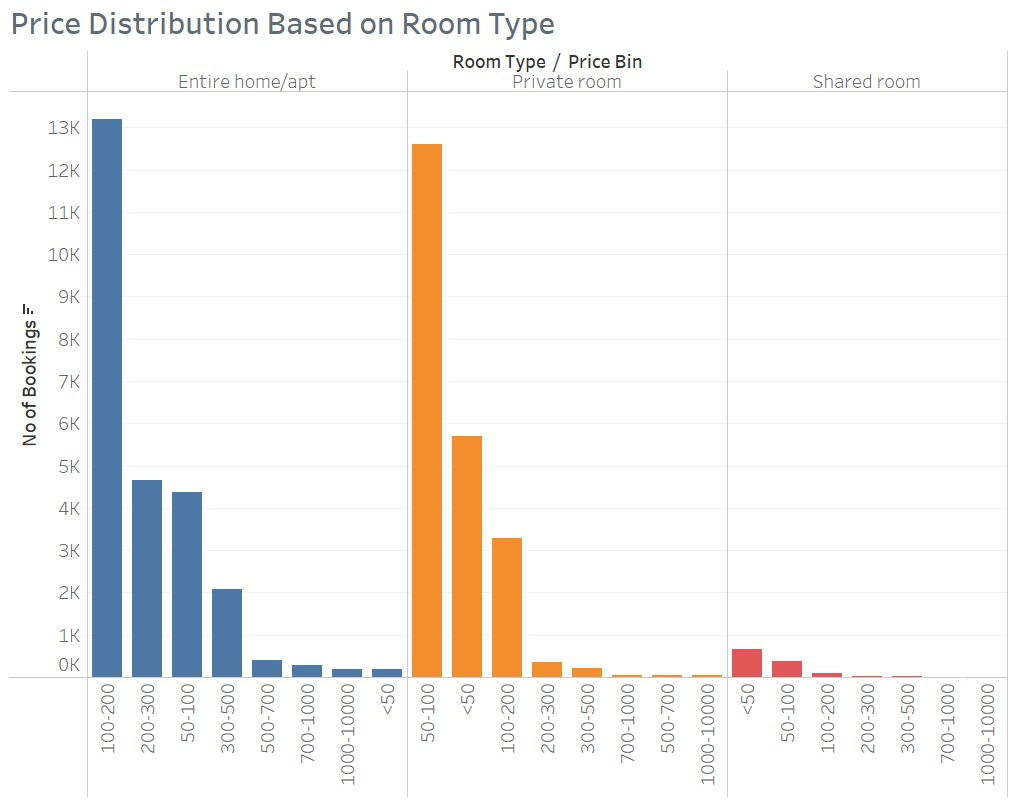 Price Distribution Based on Room Type
Room Type / Price Bin
Entire home/apt
Private room
Shared room
No of Bookings
13K
12K
11K
10K
9K
8K
7K
6K
5K
4K
3K
2K
1K
0K
100-200
200-300
50-100
300-500
500-700
700-1000
1000-10000
<50
50-100
<50
100-200
200-300
300-500
700-1000
500-700
1000-10000
<50
50-100
100-200
200-300
300-500
700-1000
1000-10000